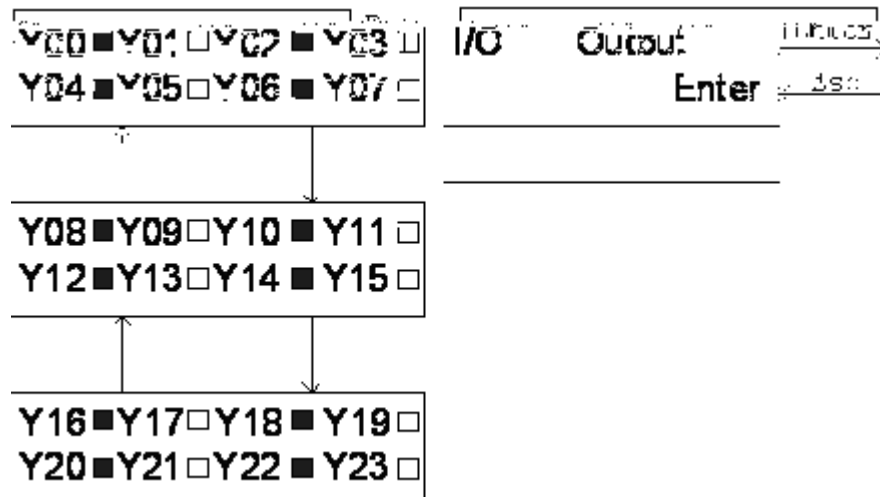 Y00 ■ Y01 □ Y02 ■ Y03 □
Y04 ■ Y05 □ Y06 ■ Y07 □
I/O Output
Enter
Y08 ■ Y09 □ Y10 ■ Y11 □
Y12 ■ Y13 □ Y14 ■ Y15 □
Y16 ■ Y17 □ Y18 ■ Y19 □
Y20 ■ Y21 □ Y22 ■ Y23 □